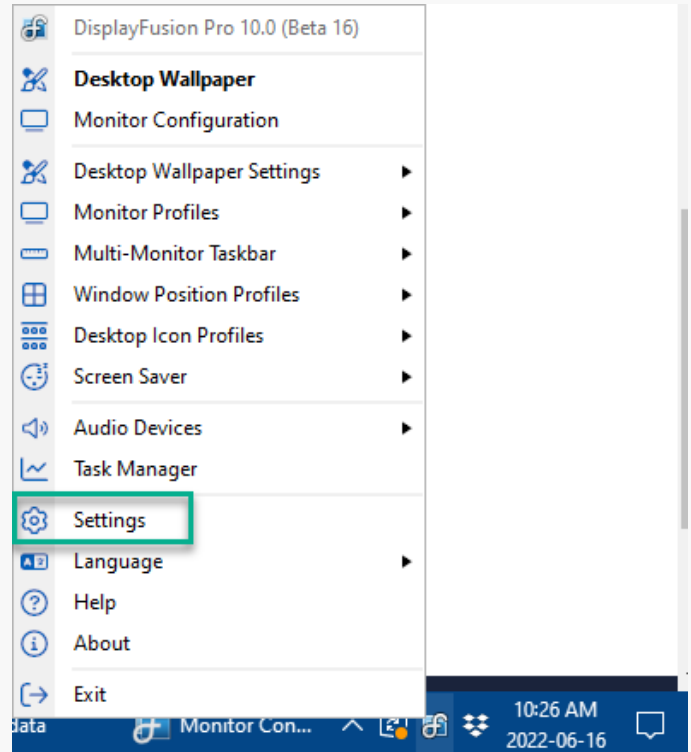 DisplayFusion Pro 10.0 (Beta 16)
Desktop Wallpaper
Monitor Configuration
Desktop Wallpaper Settings
Monitor Profiles
Multi-Monitor Taskbar
Window Position Profiles
Desktop Icon Profiles
Screen Saver
Audio Devices
Task Manager
Settings
Language
Help
About
Exit
data
Monitor Con...
10:26 AM
2022-06-16